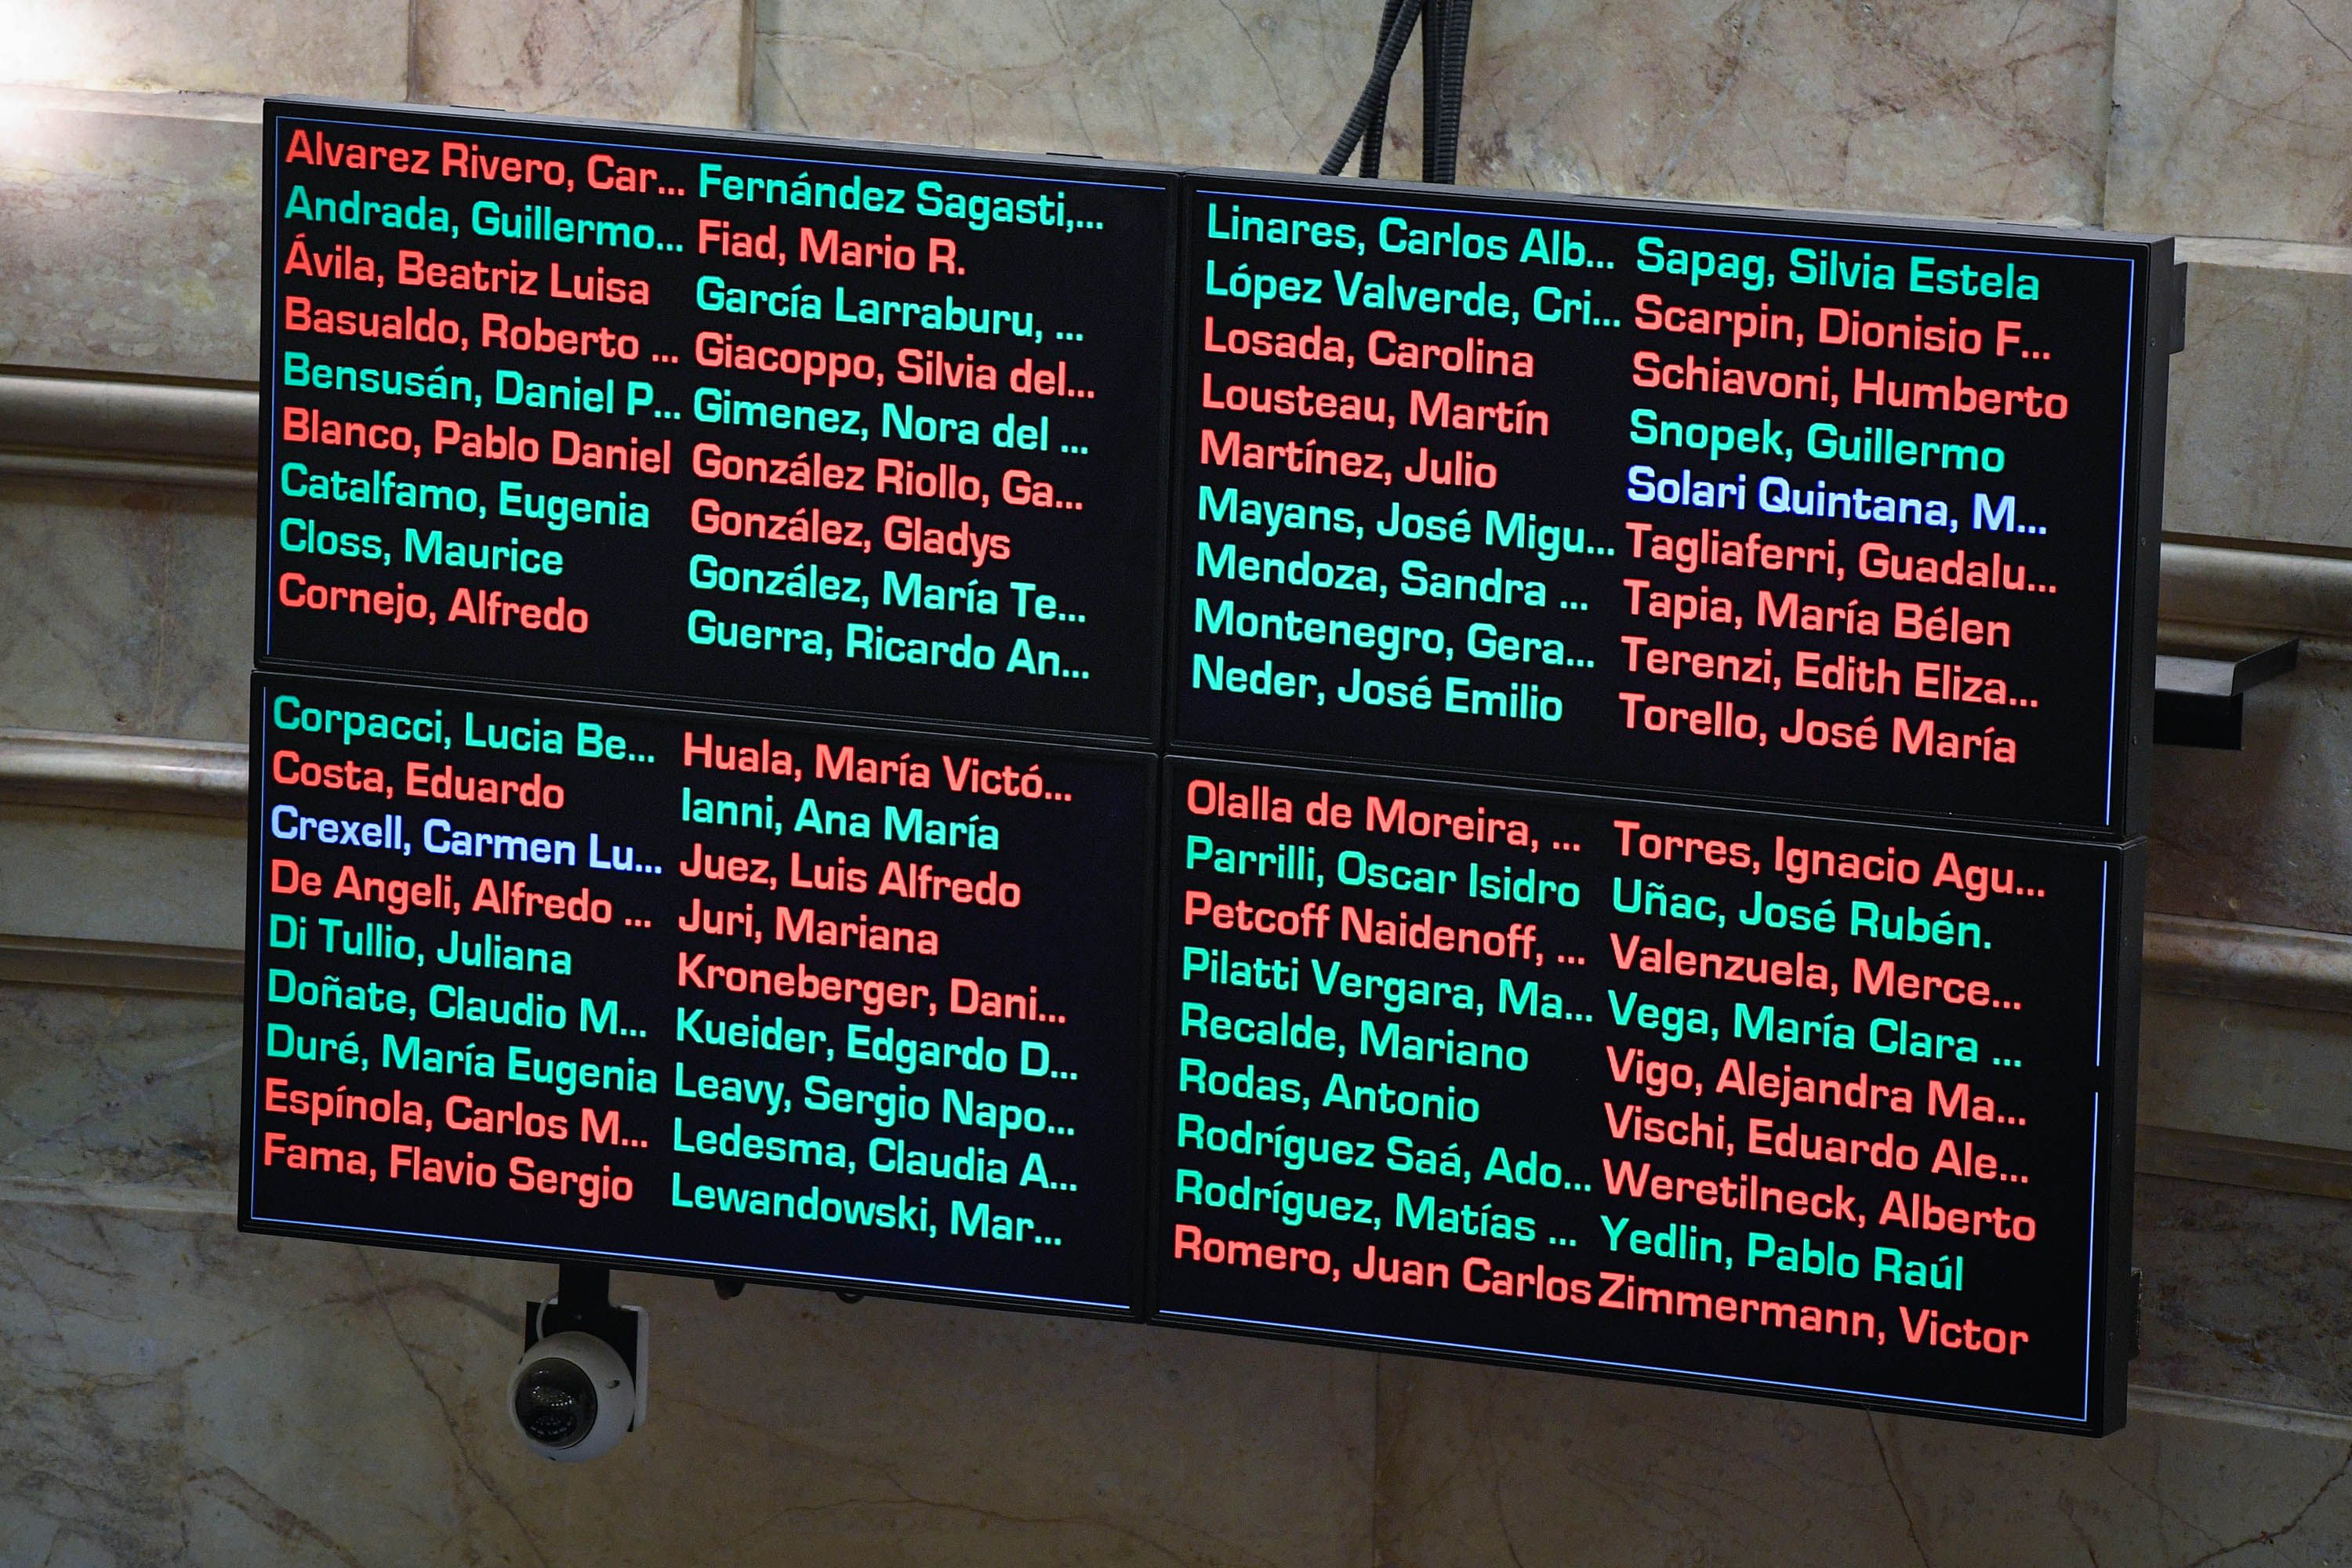 Alvarez Rivero, Car...
Andrada, Guillermo...
Ávila, Beatriz Luisa
Basualdo, Roberto ...
Bensusán, Daniel P...
Blanco, Pablo Daniel
Catalfamo, Eugenia
Closs, Maurice
Cornejo, Alfredo
Corpacci, Lucia Be...
Costa, Eduardo
Crexell, Carmen Lu...
De Angeli, Alfredo ...
Di Tullio, Juliana
Doñate, Claudio M...
Duré, María Eugenia
Espínola, Carlos M...
Fama, Flavio Sergio
Fernández Sagasti,...
Fiad, Mario R.
García Larraburu, ...
Giacoppo, Silvia del...
Gimenez, Nora del ...
González Riollo, Ga...
González, Gladys
González, María Te...
Guerra, Ricardo An...
Huala, María Victó...
Ianni, Ana María
Juez, Luis Alfredo
Juri, Mariana
Kroneberger, Dani...
Kueider, Edgardo D...
Leavy, Sergio Napo...
Ledesma, Claudia A...
Lewandowski, Mar...
Linares, Carlos Alb...
López Valverde, Cri...
Losada, Carolina
Lousteau, Martín
Martínez, Julio
Mayans, José Migu...
Mendoza, Sandra ...
Montenegro, Gera...
Neder, José Emilio
Olalla de Moreira, ...
Parrilli, Oscar Isidro
Petcoff Naidenoff, ...
Pilatti Vergara, Ma...
Recalde, Mariano
Rodas, Antonio
Rodríguez Saá, Ado...
Rodríguez, Matías ...
Romero, Juan Carlos
Sapag, Silvia Estela
Scarpin, Dionisio F...
Schiavoni, Humberto
Snopek, Guillermo
Solari Quintana, M...
Tagliaferri, Guadalu...
Tapia, María Bélen
Terenzi, Edith Eliza...
Torello, José María
Torres, Ignacio Agu...
Uñac, José Rubén.
Valenzuela, Merce...
Vega, María Clara ...
Vigo, Alejandra Ma...
Vischi, Eduardo Ale...
Weretilneck, Alberto
Yedlin, Pablo Raúl
Zimmermann, Victor